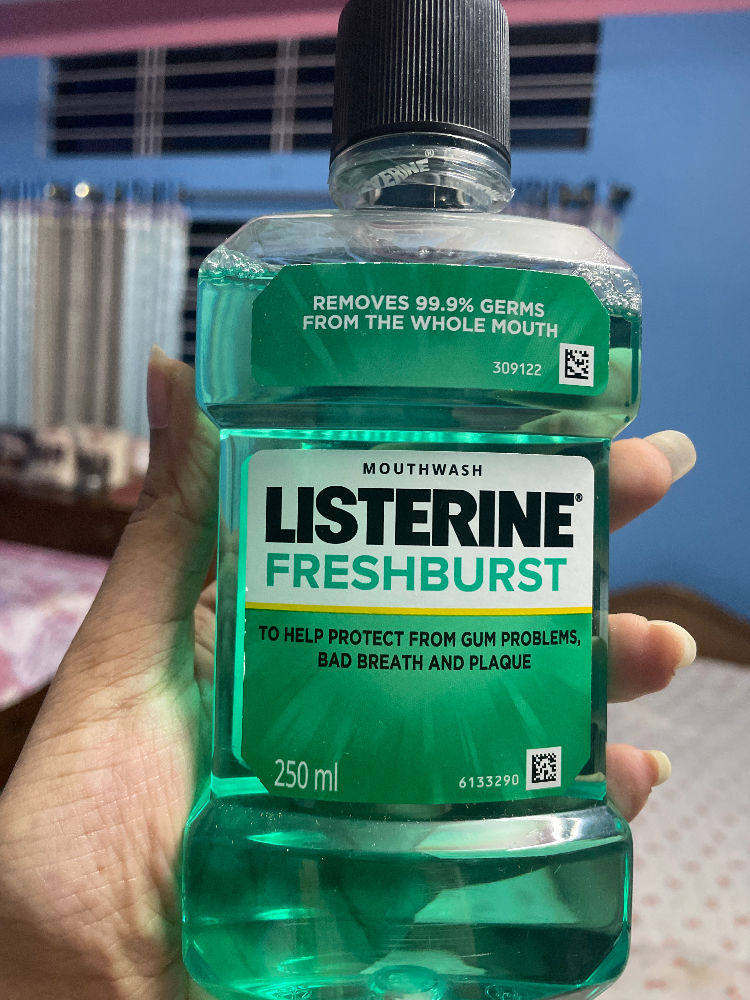 LISTERINE®
REMOVES 99.9% GERMS
FROM THE WHOLE MOUTH
309122
MOUTHWASH
LISTERINE®
FRESHBURST
TO HELP PROTECT FROM GUM PROBLEMS,
BAD BREATH AND PLAQUE
250 ml
6133290